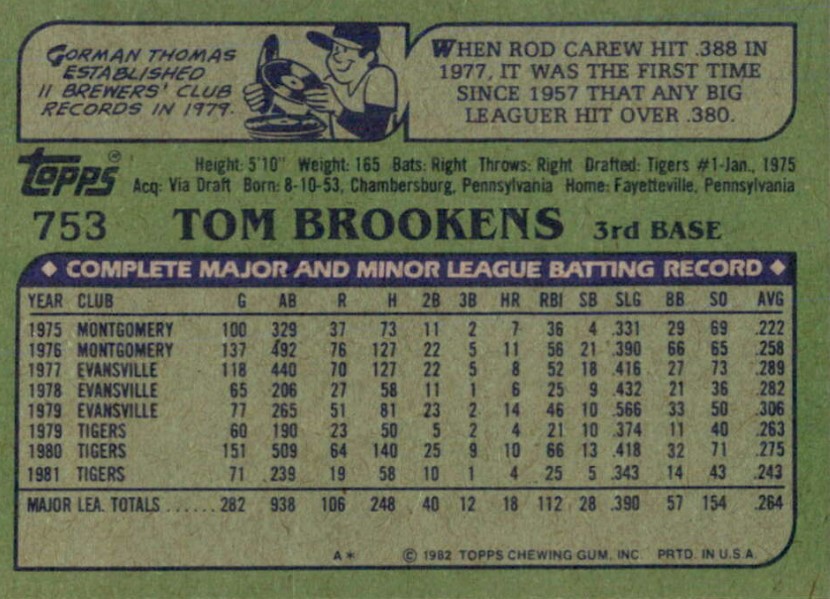 GORMAN THOMAS
ESTABLISHED
11 BREWERS' CLUB
RECORDS IN 1979.
WHEN ROD CAREW HIT .388 IN
1977, IT WAS THE FIRST TIME
SINCE 1957 THAT ANY BIG
LEAGUER HIT OVER .380.
topps®
Height: 5'10" Weight: 165 Bats: Right Throws: Right Drafted: Tigers #1-Jan., 1975
Acq: Via Draft Born: 8-10-53, Chambersburg, Pennsylvania Home: Fayetteville, Pennsylvania
753 TOM BROOKENS 3rd BASE
◆ COMPLETE MAJOR AND MINOR LEAGUE BATTING RECORD ◆
YEAR CLUB G AB R H 2B 3B HR RBI SB SLG BB SO AVG
1975 MONTGOMERY 100 329 37 73 11 2 7 36 4 .331 29 69 .222
1976 MONTGOMERY 137 492 76 127 22 5 11 56 21 .390 66 65 .258
1977 EVANSVILLE 118 440 70 127 22 5 8 52 18 .416 27 73 .289
1978 EVANSVILLE 65 206 27 58 11 1 6 25 9 .432 21 36 .282
1979 EVANSVILLE 77 265 51 81 23 2 14 46 10 .566 33 50 .306
1979 TIGERS 60 190 23 50 5 2 4 21 10 .374 11 40 .263
1980 TIGERS 151 509 64 140 25 9 10 66 13 .418 32 71 .275
1981 TIGERS 71 239 19 58 10 1 4 25 5 .343 14 43 .243
MAJOR LEA. TOTALS ...... 282 938 106 248 40 12 18 112 28 .390 57 154 .264
A* © 1982 TOPPS CHEWING GUM, INC. PRTD. IN U.S.A.